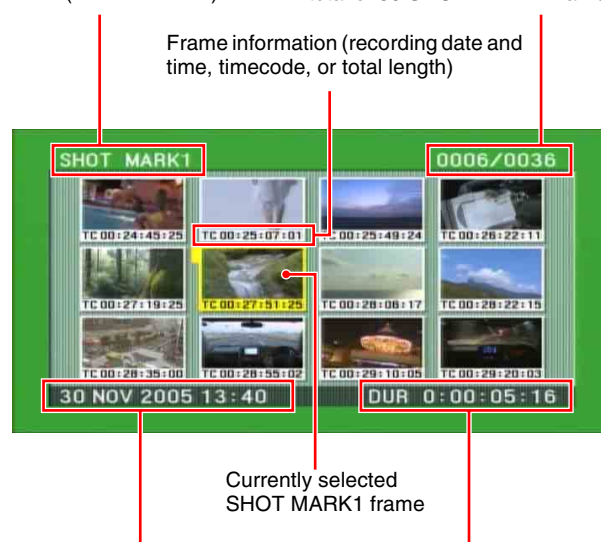 Frame information (recording date and
time, timecode, or total length)
SHOT MARK1
0006/0036
TC 00:24:45:25
TC 00:25:07:01
TC 00:25:49:24
TC 00:26:22:11
TC 00:27:19:25
TC 00:27:51:25
TC 00:28:06:17
TC 00:28:22:15
TC 00:28:35:00
TC 00:28:55:02
TC 00:29:10:05
TC 00:29:20:03
30 NOV 2005 13:40
DUR 0:00:05:16
Currently selected
SHOT MARK1 frame